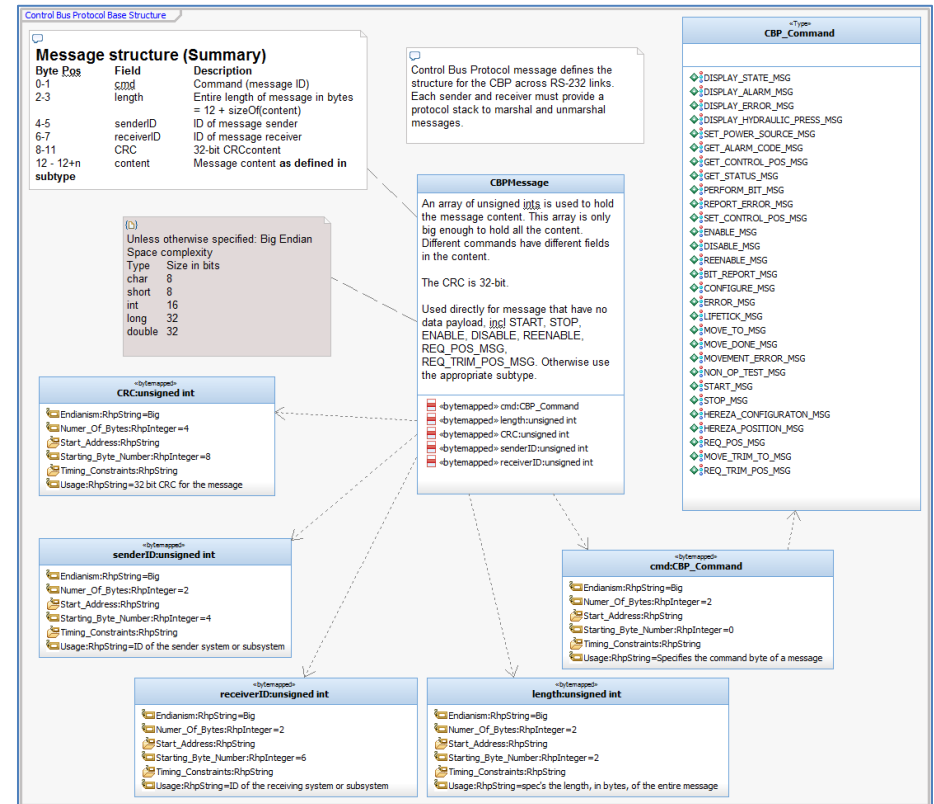 Control Bus Protocol Base Structure
Message structure (Summary)
Byte Pos Field Description
0-1 cmd Command (message ID)
2-3 length Entire length of message in bytes
= 12 + sizeOf(content)
4-5 senderID ID of message sender
6-7 receiverID ID of message receiver
8-11 CRC 32-bit CRCcontent
12 - 12+n content Message content as defined in
subtype
Control Bus Protocol message defines the
structure for the CBP across RS-232 links.
Each sender and receiver must provide a
protocol stack to marshal and unmarshal
messages.
«Type»
CBP_Command
DISPLAY_STATE_MSG
DISPLAY_ALARM_MSG
DISPLAY_ERROR_MSG
DISPLAY_HYDRAULIC_PRESS_MSG
SET_POWER_SOURCE_MSG
GET_ALARM_CODE_MSG
GET_CONTROL_POS_MSG
GET_STATUS_MSG
PERFORM_BIT_MSG
REPORT_ERROR_MSG
SET_CONTROL_POS_MSG
ENABLE_MSG
DISABLE_MSG
REENABLE_MSG
BIT_REPORT_MSG
CONFIGURE_MSG
ERROR_MSG
LIFETICK_MSG
MOVE_TO_MSG
MOVE_DONE_MSG
MOVEMENT_ERROR_MSG
NON_OP_TEST_MSG
START_MSG
STOP_MSG
HEREZA_CONFIGURATON_MSG
HEREZA_POSITION_MSG
REQ_POS_MSG
MOVE_TRIM_TO_MSG
REQ_TRIM_POS_MSG
CBPMessage
An array of unsigned ints is used to hold
the message content. This array is only
big enough to hold all the content.
Different commands have different fields
in the content.
The CRC is 32-bit.
Used directly for message that have no
data payload, incl START, STOP,
ENABLE, DISABLE, REENABLE,
REQ_POS_MSG,
REQ_TRIM_POS_MSG. Otherwise use
the appropriate subtype.
«bytemapped» cmd:CBP_Command
«bytemapped» length:unsigned int
«bytemapped» CRC:unsigned int
«bytemapped» senderID:unsigned int
«bytemapped» receiverID:unsigned int
Unless otherwise specified: Big Endian
Space complexity
Type Size in bits
char 8
short 8
int 16
long 32
double 32
«bytemapped»
CRC:unsigned int
Endianism:RhpString=Big
Numer_Of_Bytes:RhpInteger=4
Start_Address:RhpString
Starting_Byte_Number:RhpInteger=8
Timing_Constraints:RhpString
Usage:RhpString=32 bit CRC for the message
«bytemapped»
senderID:unsigned int
Endianism:RhpString=Big
Numer_Of_Bytes:RhpInteger=2
Start_Address:RhpString
Starting_Byte_Number:RhpInteger=4
Timing_Constraints:RhpString
Usage:RhpString=ID of the sender system or subsystem
«bytemapped»
cmd:CBP_Command
Endianism:RhpString=Big
Numer_Of_Bytes:RhpInteger=2
Start_Address:RhpString
Starting_Byte_Number:RhpInteger=0
Timing_Constraints:RhpString
Usage:RhpString=Specifies the command byte of a message
«bytemapped»
receiverID:unsigned int
Endianism:RhpString=Big
Numer_Of_Bytes:RhpInteger=2
Start_Address:RhpString
Starting_Byte_Number:RhpInteger=6
Timing_Constraints:RhpString
Usage:RhpString=ID of the receiving system or subsystem
«bytemapped»
length:unsigned int
Endianism:RhpString=Big
Numer_Of_Bytes:RhpInteger=2
Start_Address:RhpString
Starting_Byte_Number:RhpInteger=2
Timing_Constraints:RhpString
Usage:RhpString=spec's the length, in bytes, of the entire message